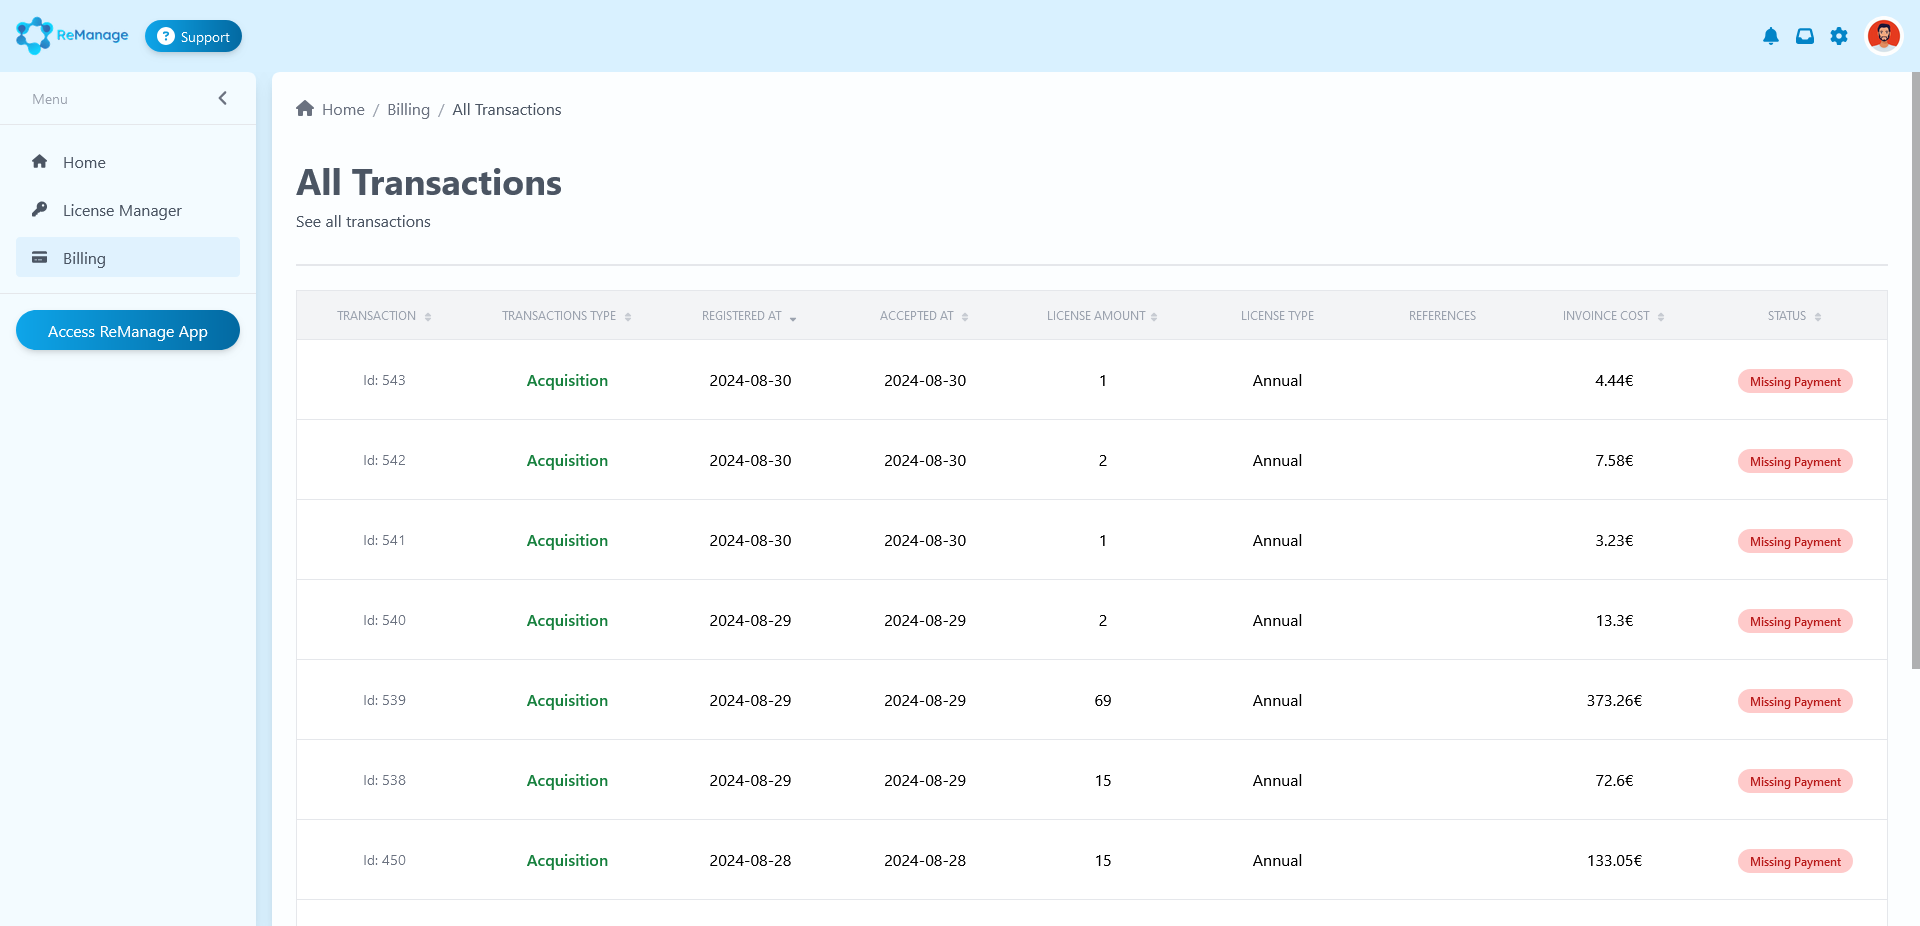 ReManage
? Support
Menu
Home
License Manager
Billing
Access ReManage App
Home / Billing / All Transactions
All Transactions
See all transactions
TRANSACTION TRANSACTIONS TYPE REGISTERED AT ACCEPTED AT LICENSE AMOUNT LICENSE TYPE REFERENCES INVOINCE COST STATUS
Id: 543 Acquisition 2024-08-30 2024-08-30 1 Annual 4.44€ Missing Payment
Id: 542 Acquisition 2024-08-30 2024-08-30 2 Annual 7.58€ Missing Payment
Id: 541 Acquisition 2024-08-30 2024-08-30 1 Annual 3.23€ Missing Payment
Id: 540 Acquisition 2024-08-29 2024-08-29 2 Annual 13.3€ Missing Payment
Id: 539 Acquisition 2024-08-29 2024-08-29 69 Annual 373.26€ Missing Payment
Id: 538 Acquisition 2024-08-29 2024-08-29 15 Annual 72.6€ Missing Payment
Id: 450 Acquisition 2024-08-28 2024-08-28 15 Annual 133.05€ Missing Payment